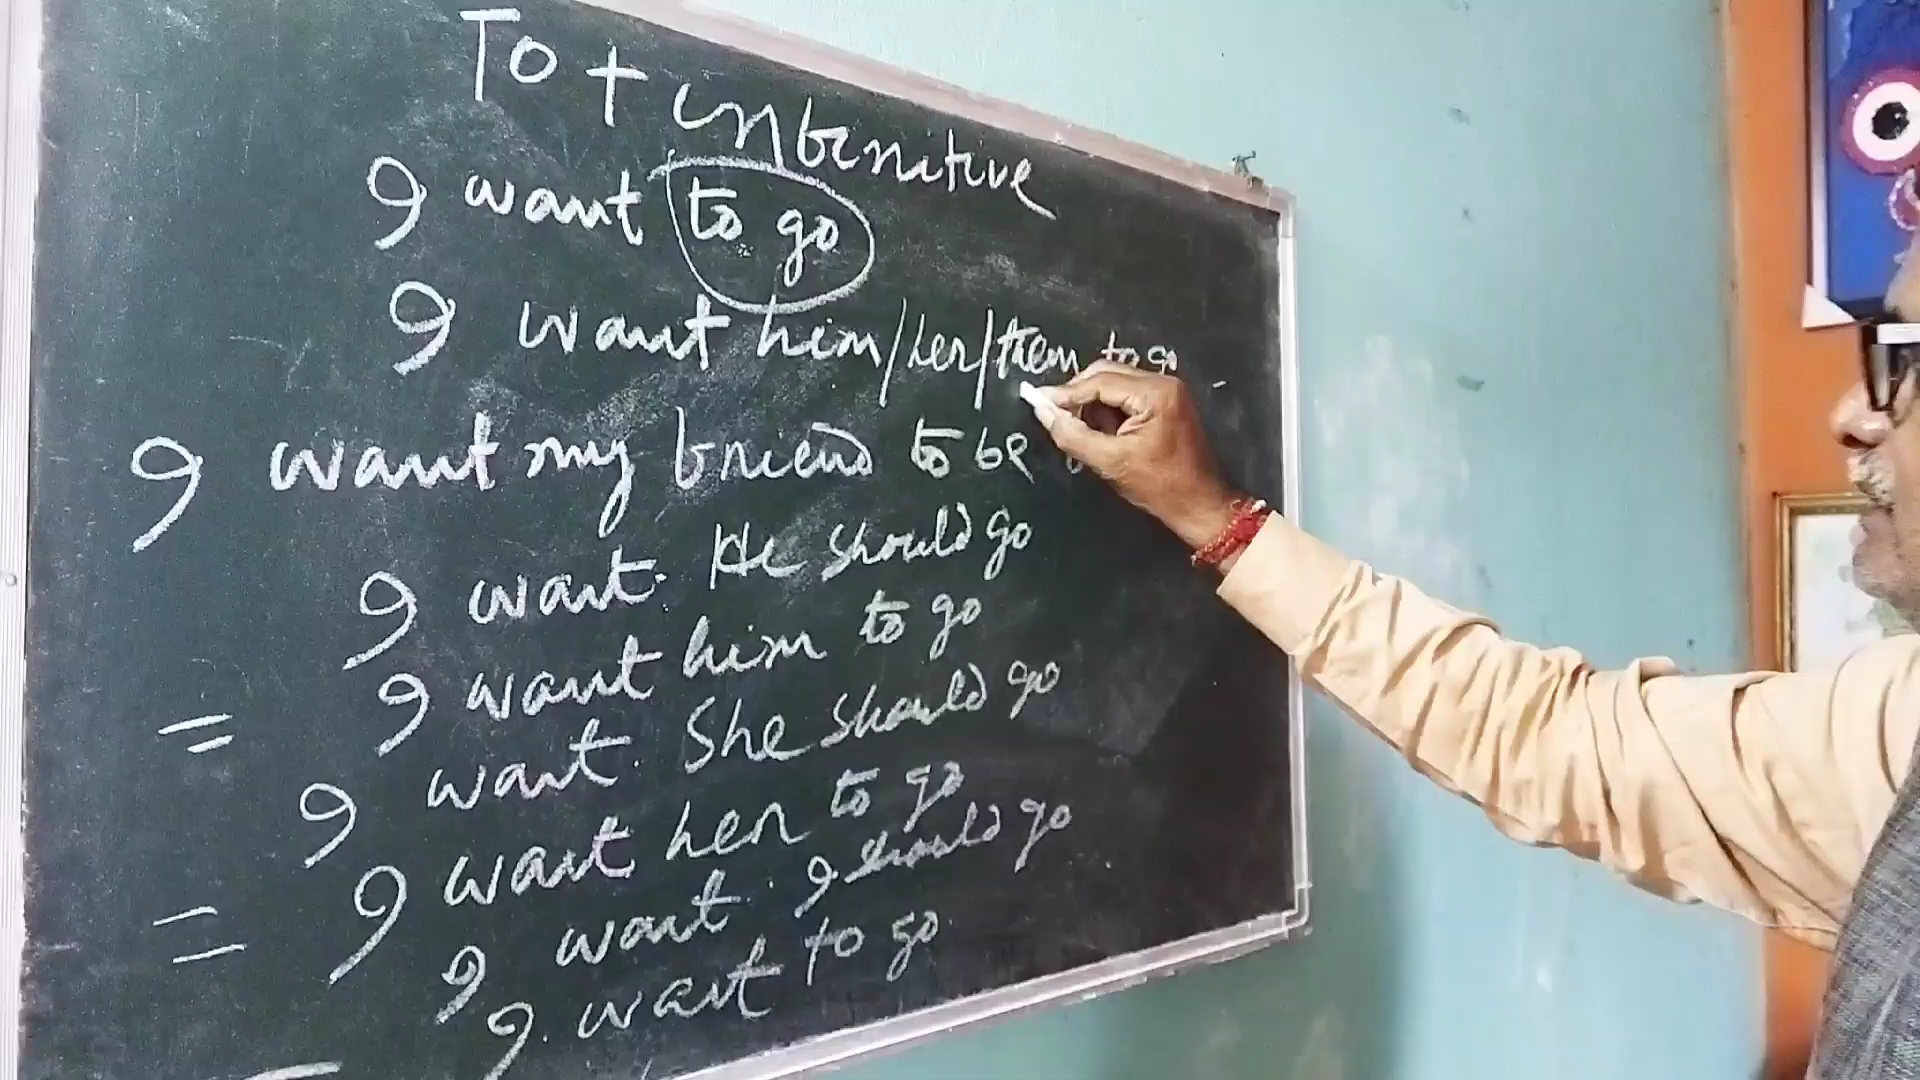 To + infinitive
I want to go
I want him/her/them to go
I want my friend to be
I want. He should go
= I want him to go
I want. She should go
= I want her to go
I want. I should go
I. want to go